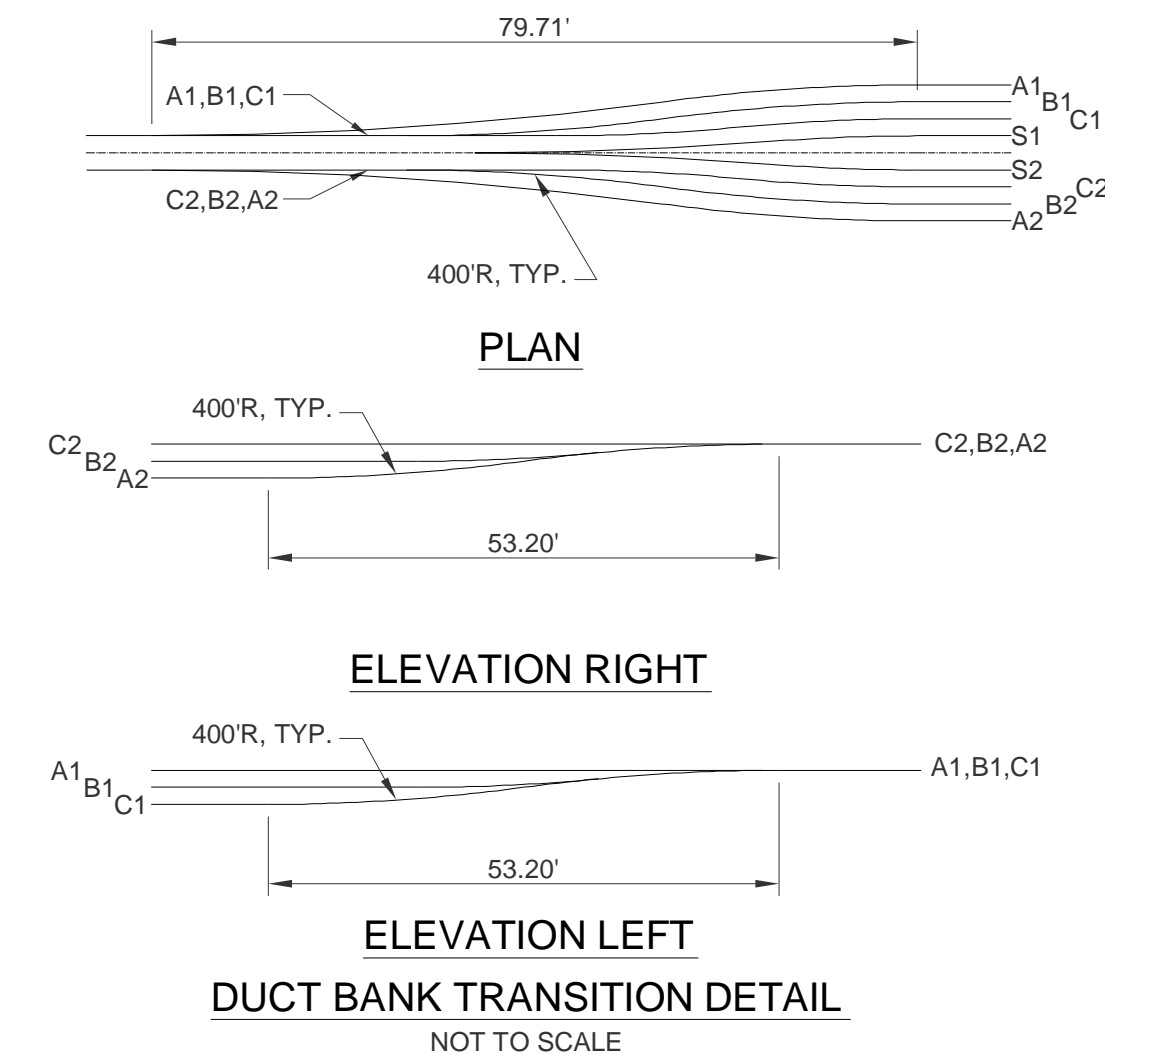 79.71'
A1,B1,C1
A1
B1
C1
S1
S2
C2
B2
A2
C2,B2,A2
400'R, TYP.
PLAN
400'R, TYP.
C2
B2
A2
C2,B2,A2
53.20'
ELEVATION RIGHT
400'R, TYP.
A1
B1
C1
A1,B1,C1
53.20'
ELEVATION LEFT
DUCT BANK TRANSITION DETAIL
NOT TO SCALE